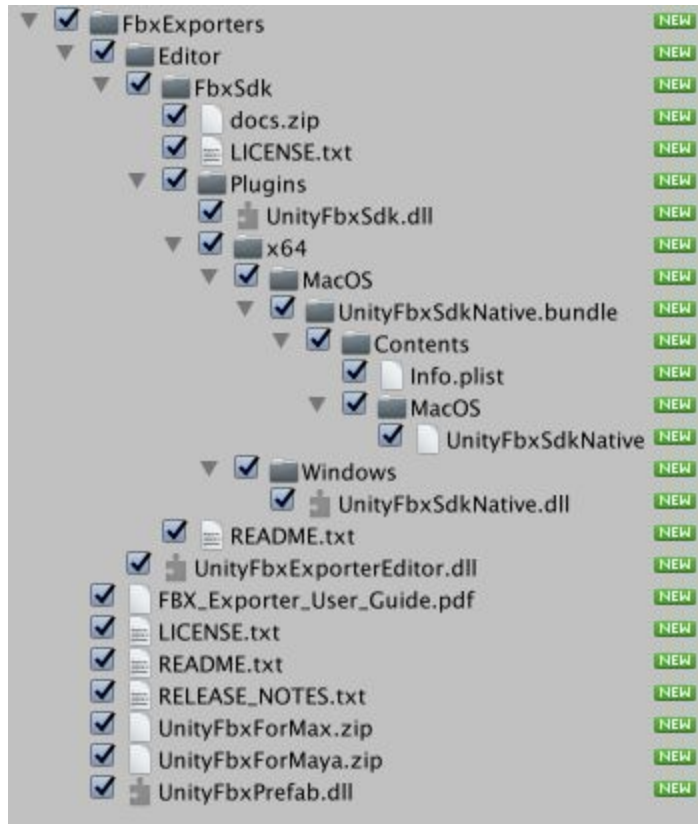 FbxExporters NEW
Editor NEW
FbxSdk NEW
docs.zip NEW
LICENSE.txt NEW
Plugins NEW
UnityFbxSdk.dll NEW
x64 NEW
MacOS NEW
UnityFbxSdkNative.bundle NEW
Contents NEW
Info.plist NEW
MacOS NEW
UnityFbxSdkNative NEW
Windows NEW
UnityFbxSdkNative.dll NEW
README.txt NEW
UnityFbxExporterEditor.dll NEW
FBX_Exporter_User_Guide.pdf NEW
LICENSE.txt NEW
README.txt NEW
RELEASE_NOTES.txt NEW
UnityFbxForMax.zip NEW
UnityFbxForMaya.zip NEW
UnityFbxPrefab.dll NEW